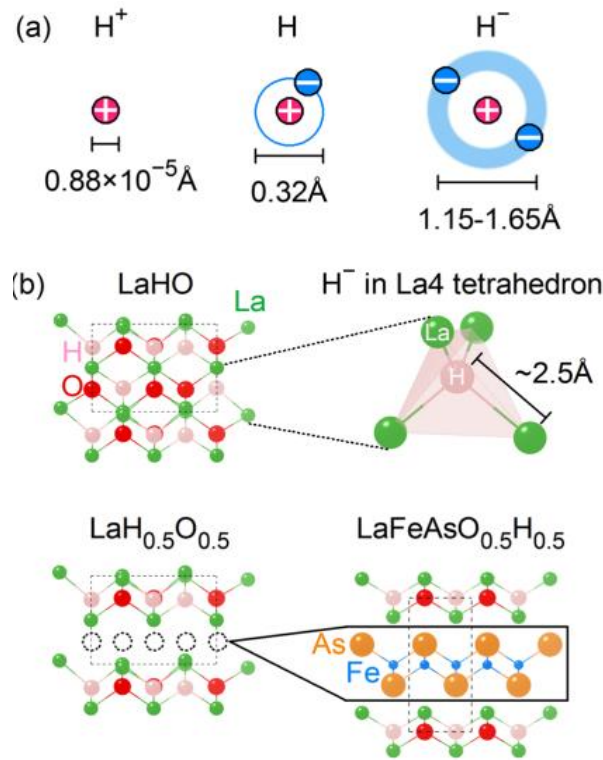 (a) H⁺ H H⁻
+ + − + − −
0.88×10⁻⁵Å 0.32Å 1.15-1.65Å
(b) LaHO H⁻ in La4 tetrahedron
La
H
O
La
H
~2.5Å
LaH₀.₅O₀.₅ LaFeAsO₀.₅H₀.₅
As
Fe